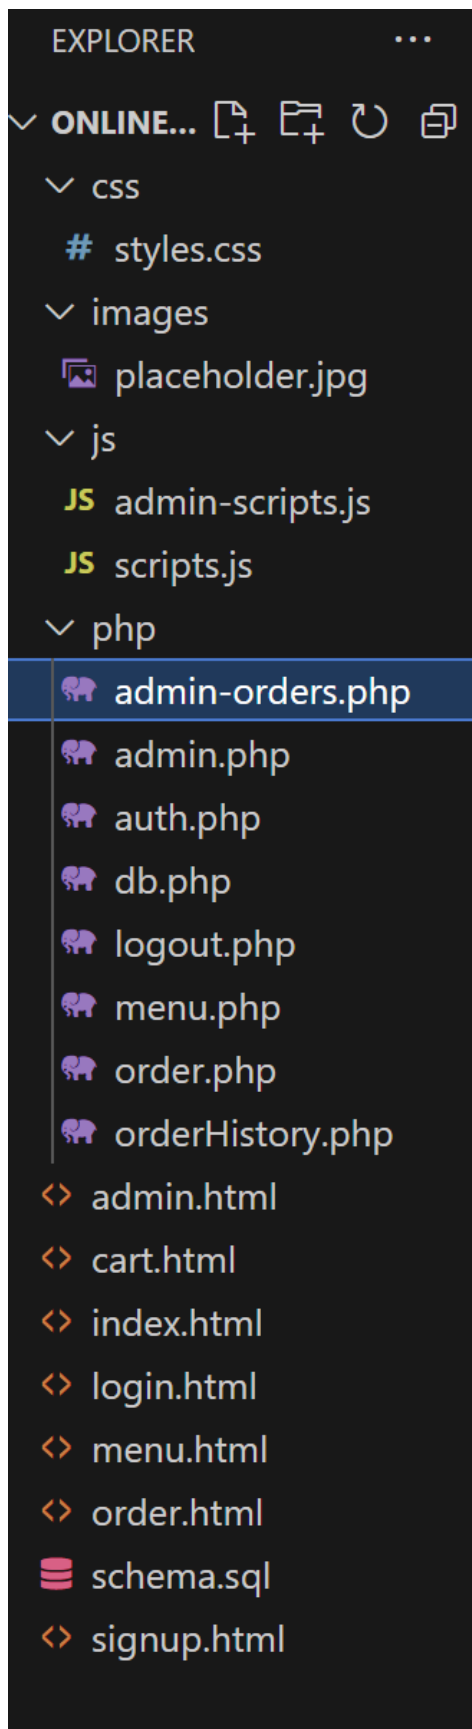 EXPLORER ...
ONLINE...
css
# styles.css
images
placeholder.jpg
js
JS admin-scripts.js
JS scripts.js
php
admin-orders.php
admin.php
auth.php
db.php
logout.php
menu.php
order.php
orderHistory.php
<> admin.html
<> cart.html
<> index.html
<> login.html
<> menu.html
<> order.html
schema.sql
<> signup.html